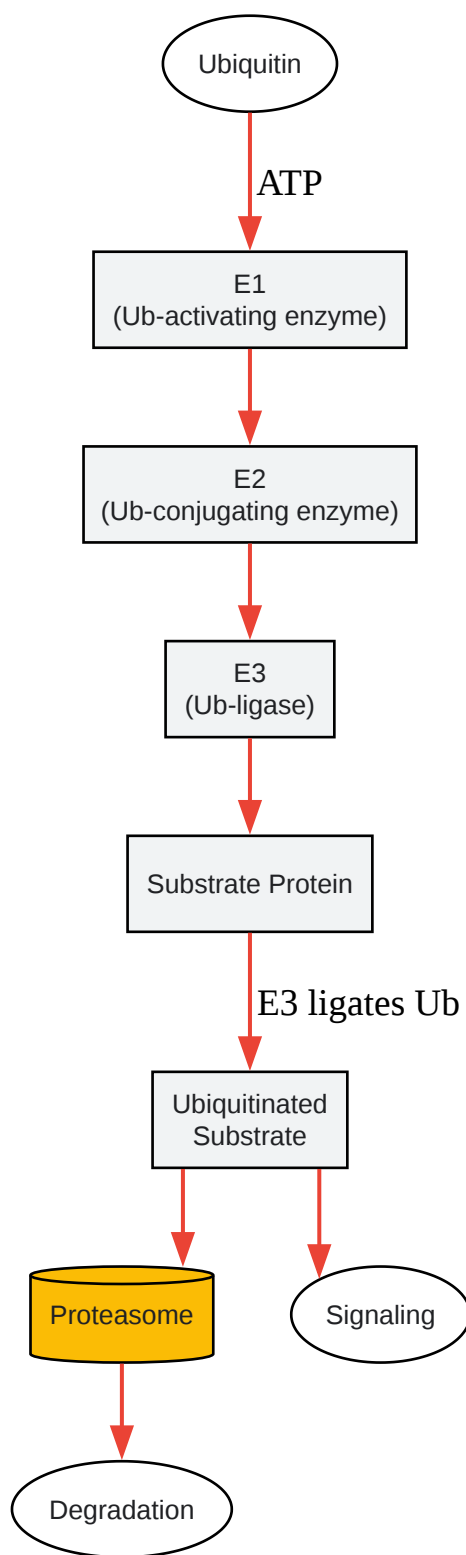 Ubiquitin
ATP
E1
(Ub-activating enzyme)
E2
(Ub-conjugating enzyme)
E3
(Ub-ligase)
Substrate Protein
E3 ligates Ub
Ubiquitinated
Substrate
Proteasome
Signaling
Degradation